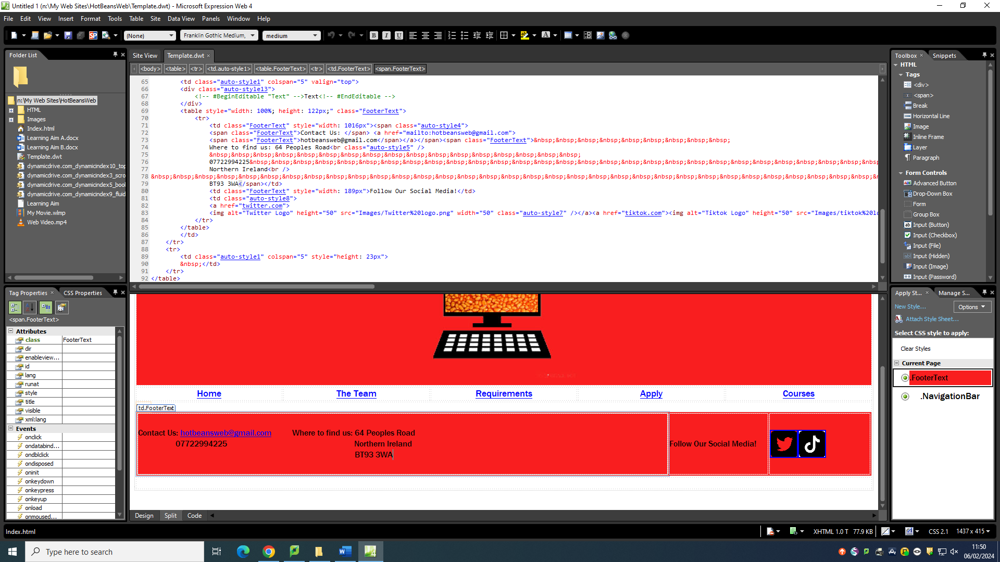 Untitled 1 (n:\My Web Sites\HotBeansWeb\Template.dwt) - Microsoft Expression Web 4
File Edit View Insert Format Tools Table Site Data View Panels Window Help
(None) Franklin Gothic Medium, medium
Folder List
n:\My Web Sites\HotBeansWeb
HTML
Images
Index.html
Learning Aim A.docx
Learning Aim B.docx
Template.dwt
dynamicdrive.com_dynamicindex10_top
dynamicdrive.com_dynamicindex3_scro
dynamicdrive.com_dynamicindex5_bool
dynamicdrive.com_dynamicindex9_fluid
Learning Aim
My Movie.wlmp
Web Video.mp4
Site View Template.dwt
<body> <table> <tr> <td.auto-style1> <table.FooterText> <tr> <td.FooterText> <span.FooterText>
65 <td class="auto-style1" colspan="5" valign="top">
66 <div class="auto-style13">
67 <!-- #BeginEditable "Text" -->Text<!-- #EndEditable -->
68 </div>
69 <table style="width: 100%; height: 122px;" class="FooterText">
70 <tr>
71 <td class="FooterText" style="width: 1016px"><span class="auto-style4">
72 <span class="FooterText">Contact Us: </span> <a href="mailto:hotbeansweb@gmail.com">
73 <span class="FooterText">hotbeansweb@gmail.com</span></a></span><span class="FooterText">&nbsp;&nbsp;&nbsp;&nbsp;&nbsp;&nbsp;&nbsp;&nbsp;&nbsp;
74 Where to find us: 64 Peoples Road<br class="auto-style5" />
75 &nbsp;&nbsp;&nbsp;&nbsp;&nbsp;&nbsp;&nbsp;&nbsp;&nbsp;&nbsp;&nbsp;&nbsp;&nbsp;&nbsp;&nbsp;&nbsp;&nbsp;
76 07722994225&nbsp;&nbsp;&nbsp;&nbsp;&nbsp;&nbsp;&nbsp;&nbsp;&nbsp;&nbsp;&nbsp;&nbsp;&nbsp;&nbsp;&nbsp;&nbsp;&nbsp;&nbsp;&nbsp;&nbsp;&nbsp;&nbsp;&nbsp;&nbsp;&nbsp;&nbsp;&nbsp;&nbsp;&nbsp;
77 Northern Ireland<br />
78 &nbsp;&nbsp;&nbsp;&nbsp;&nbsp;&nbsp;&nbsp;&nbsp;&nbsp;&nbsp;&nbsp;&nbsp;&nbsp;&nbsp;&nbsp;&nbsp;&nbsp;&nbsp;&nbsp;&nbsp;&nbsp;&nbsp;&nbsp;&nbsp;&nbsp;&nbsp;&nbsp;&nbsp;&nbsp;&nbsp;&nbsp;&nbsp;&nbsp;
79 BT93 3WA</span></td>
80 <td class="FooterText" style="width: 189px">Follow Our Social Media!</td>
81 <td class="auto-style8">
82 <a href="twitter.com">
83 <img alt="Twitter Logo" height="50" src="Images/Twitter%20logo.png" width="50" class="auto-style7" /></a><a href="tiktok.com"><img alt="Tiktok Logo" height="50" src="Images/tiktok%20lo
84 </tr>
85 </table>
86 </td>
87 </tr>
88 <tr>
89 <td class="auto-style1" colspan="5" style="height: 23px">
90 &nbsp;</td>
91 </tr>
92 </table>
Home The Team Requirements Apply Courses
td.FooterText
Contact Us: hotbeansweb@gmail.com Where to find us: 64 Peoples Road
07722994225 Northern Ireland
BT93 3WA
Follow Our Social Media!
Design Split Code
Tag Properties CSS Properties
<span.FooterText>
Attributes
class FooterText
dir
enableview...
id
lang
runat
style
title
visible
xml:lang
Events
onclick
ondatabind...
ondblclick
ondisposed
oninit
onkeydown
onkeypress
onkeyup
onload
onmoused...
Toolbox Snippets
HTML
Tags
<div>
<span>
Break
Horizontal Line
Image
Inline Frame
Layer
Paragraph
Form Controls
Advanced Button
Drop-Down Box
Form
Group Box
Input (Button)
Input (Checkbox)
Input (File)
Input (Hidden)
Input (Image)
Input (Password)
Apply St... Manage S...
New Style... Options
Attach Style Sheet...
Select CSS style to apply:
Clear Styles
Current Page
.FooterText
.NavigationBar
Index.html XHTML 1.0 T 77.9 KB CSS 2.1 1437 x 415
Type here to search
11:50
06/02/2024